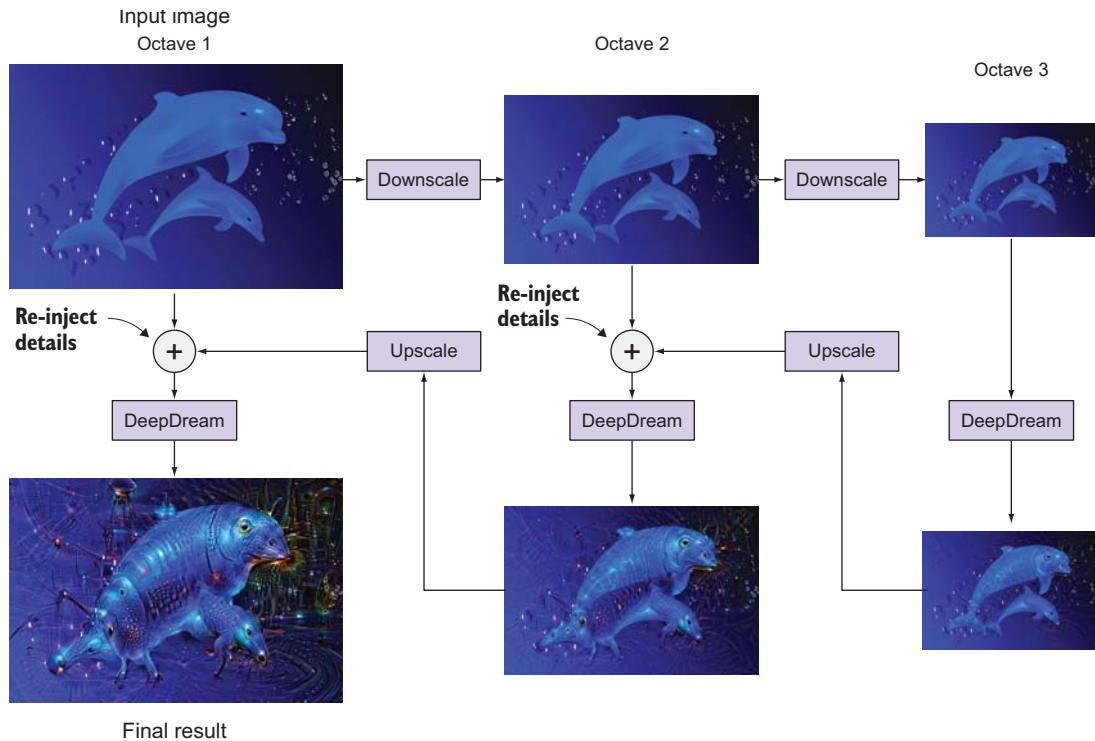 Input image
Octave 1
Octave 2
Octave 3
Downscale
Downscale
Re-inject
details
+
Upscale
Re-inject
details
+
Upscale
DeepDream
DeepDream
DeepDream
Final result